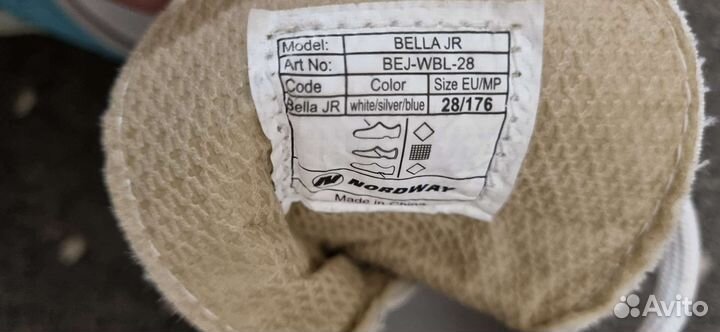 Model: BELLA JR
Art No: BEJ-WBL-28
Code Color Size EU/MP
Bella JR white/silver/blue 28/176
NORDWAY
Made in China
Avito